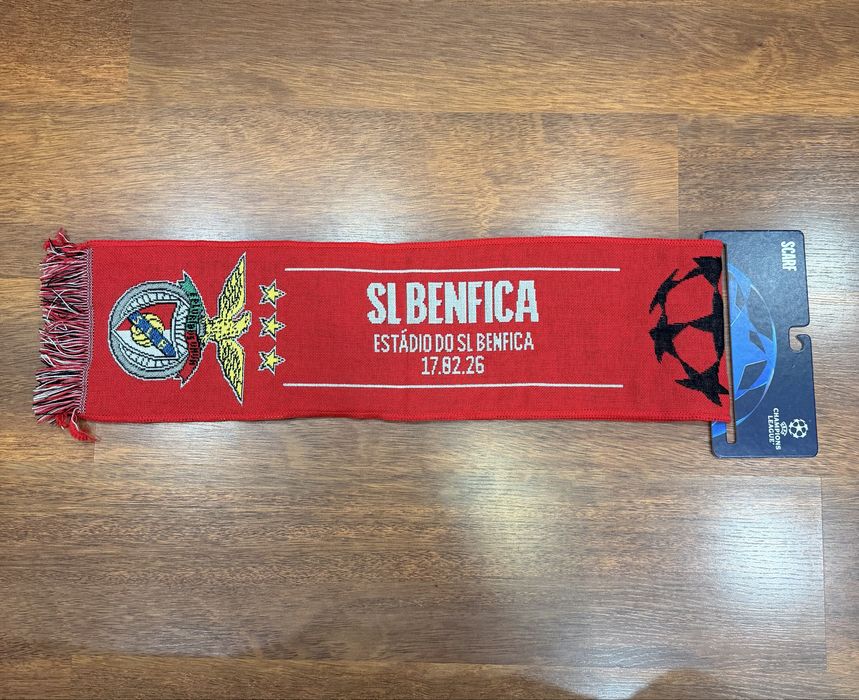 SL BENFICA
ESTÁDIO DO SL BENFICA
17.02.26
SCARF
UEFA
CHAMPIONS
LEAGUE